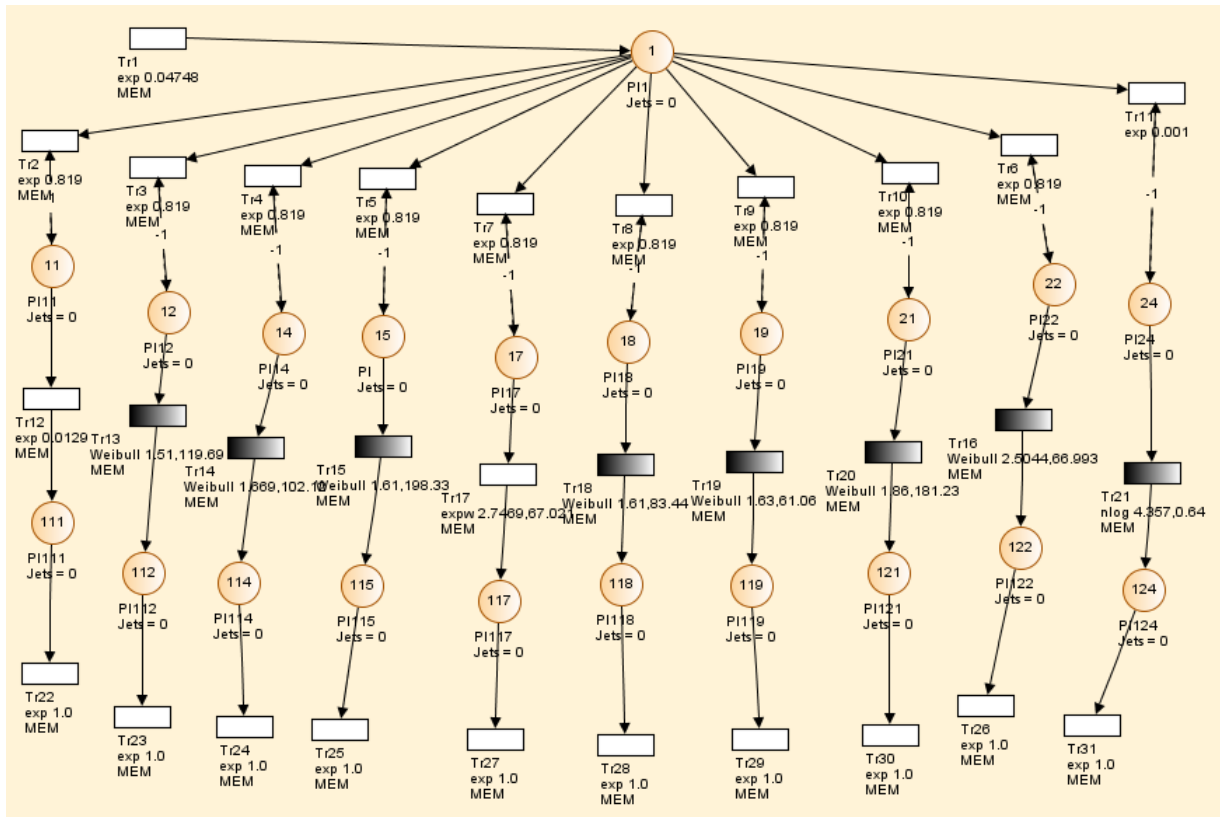 1
Tr1
exp 0.04748
MEM
Pl1
Jets = 0
Tr11
exp 0.001
Tr2
exp 0.819
MEM
Tr3
exp 0.819
MEM
Tr4
exp 0.819
MEM
Tr5
exp 0.819
MEM
Tr7
exp 0.819
MEM
Tr8
exp 0.819
MEM
Tr9
exp 0.819
MEM
Tr10
exp 0.819
MEM
Tr6
exp 0.819
MEM
-1
-1
-1
-1
-1
-1
-1
-1
-1
11
Pl11
Jets = 0
12
Pl12
Jets = 0
14
Pl14
Jets = 0
15
Pl
Jets = 0
17
Pl17
Jets = 0
18
Pl18
Jets = 0
19
Pl19
Jets = 0
21
Pl21
Jets = 0
22
Pl22
Jets = 0
24
Pl24
Jets = 0
Tr12
exp 0.0129
MEM
Tr13
Weibull 1.51,119.69
MEM
Tr14
Weibull 1.669,102.18
MEM
Tr15
Weibull 1.61,198.33
MEM
Tr17
expw 2.7469,67.021
MEM
Tr18
Weibull 1.61,83.44
MEM
Tr19
Weibull 1.63,61.06
MEM
Tr20
Weibull 1.86,181.23
MEM
Tr16
Weibull 2.5044,66.993
MEM
Tr21
nlog 4.357,0.64
MEM
111
Pl111
Jets = 0
112
Pl112
Jets = 0
114
Pl114
Jets = 0
115
Pl115
Jets = 0
117
Pl117
Jets = 0
118
Pl118
Jets = 0
119
Pl119
Jets = 0
121
Pl121
Jets = 0
122
Pl122
Jets = 0
124
Pl124
Jets = 0
Tr22
exp 1.0
MEM
Tr23
exp 1.0
MEM
Tr24
exp 1.0
MEM
Tr25
exp 1.0
MEM
Tr27
exp 1.0
MEM
Tr28
exp 1.0
MEM
Tr29
exp 1.0
MEM
Tr30
exp 1.0
MEM
Tr26
exp 1.0
MEM
Tr31
exp 1.0
MEM